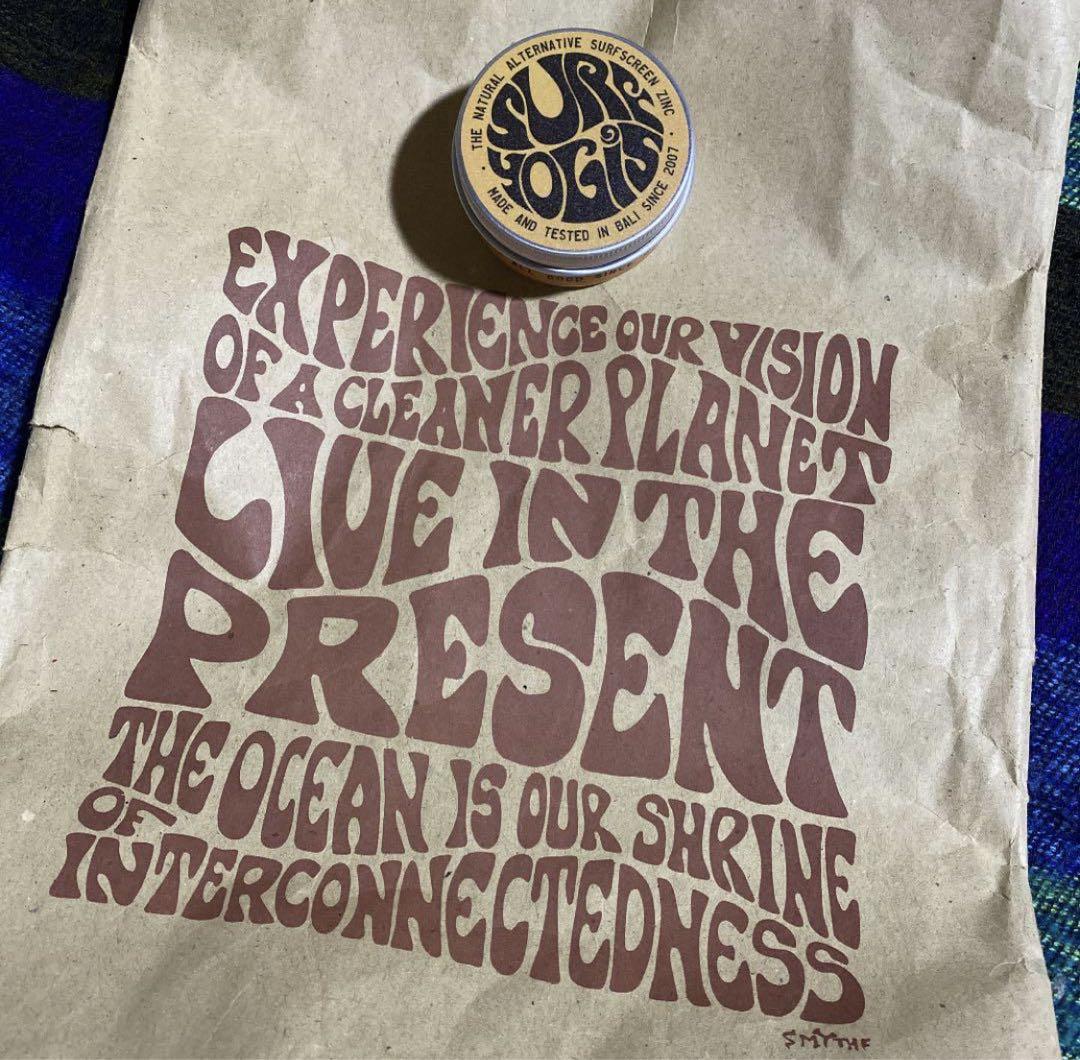 THE NATURAL ALTERNATIVE SURFSCREEN ZINC
SURF
YOGIS
MADE AND TESTED IN BALI SINCE 2007
GOOD
EXPERIENCE OUR VISION
OF A CLEANER PLANET
LIVE IN THE
PRESENT
THE OCEAN IS OUR SHRINE
OF
INTERCONNECTEDNESS
SMYTHE